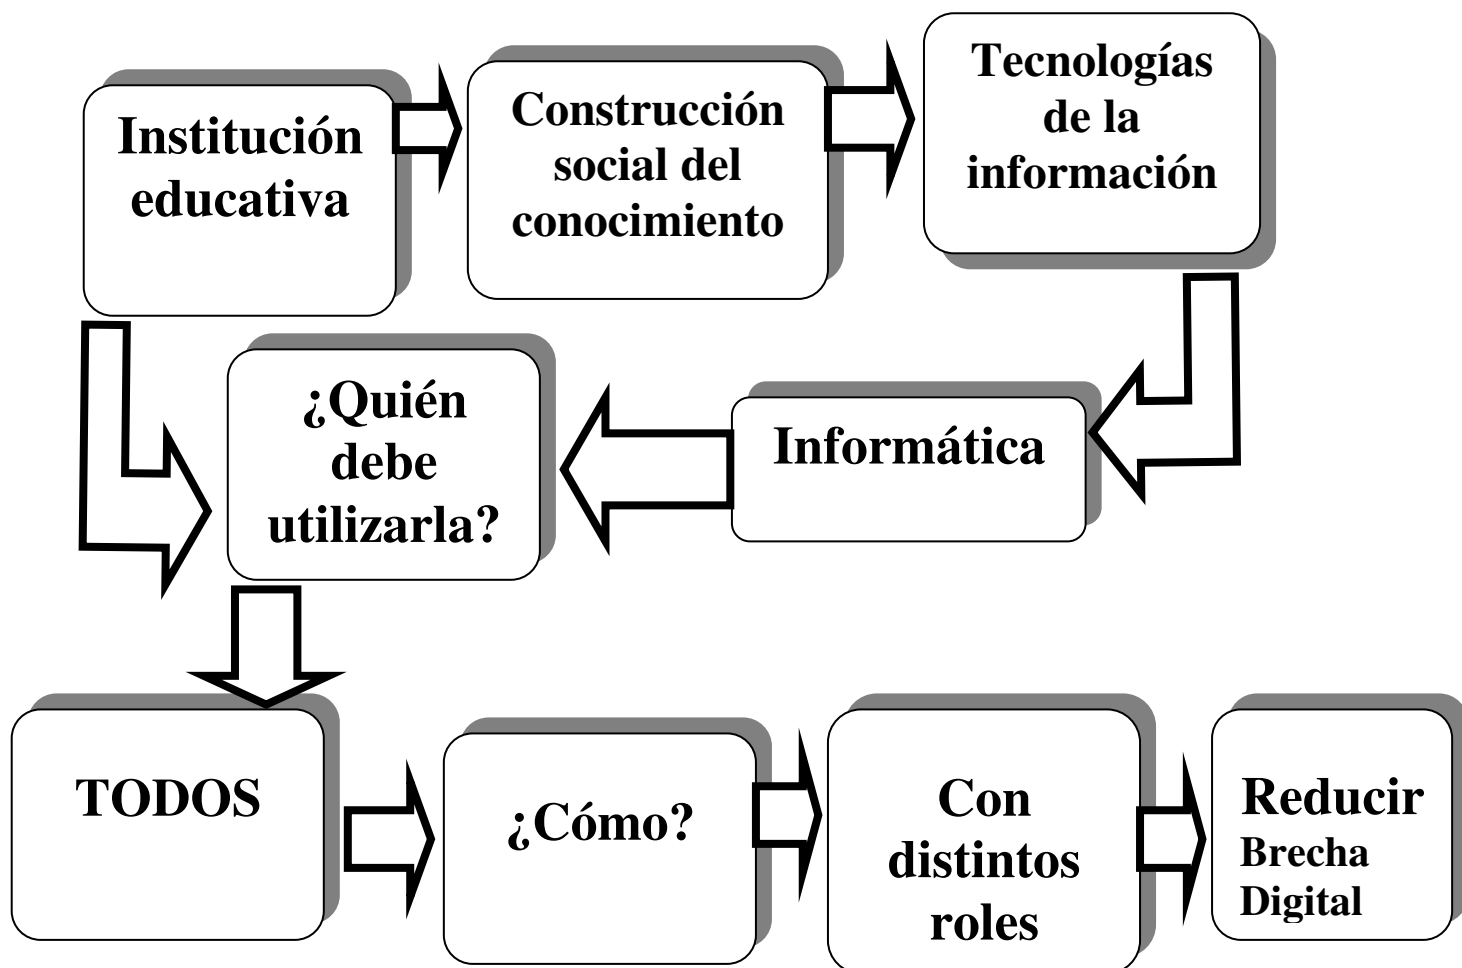 Institución
educativa
Construcción
social del
conocimiento
Tecnologías
de la
información
¿Quién
debe
utilizarla?
Informática
TODOS
¿Cómo?
Con
distintos
roles
Reducir
Brecha
Digital